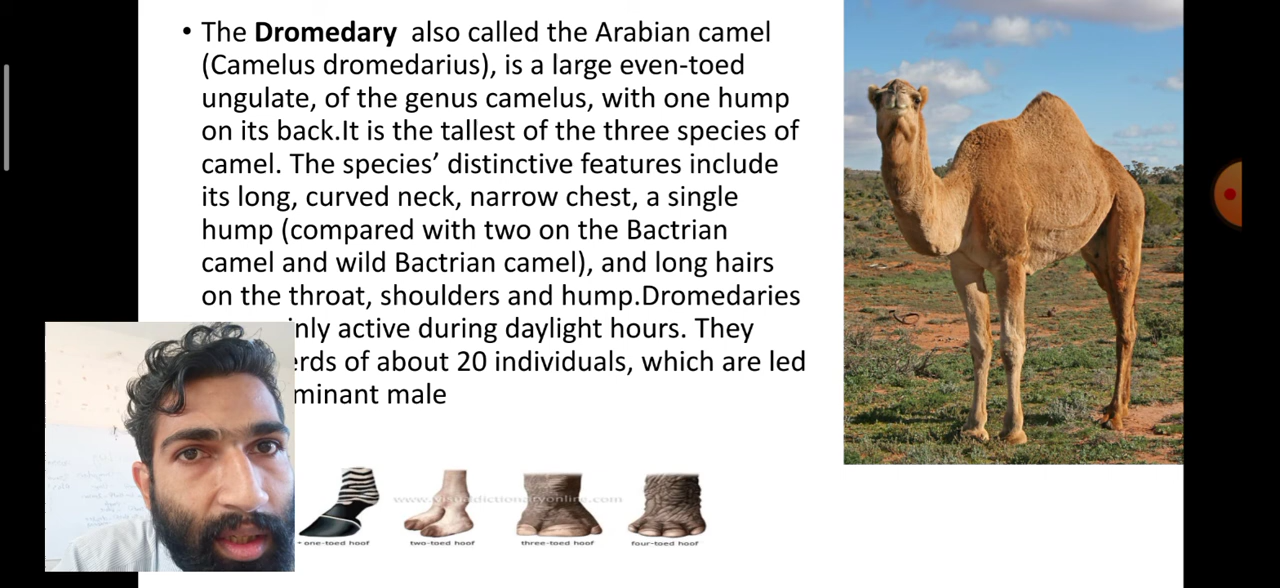 • The Dromedary also called the Arabian camel
(Camelus dromedarius), is a large even-toed
ungulate, of the genus camelus, with one hump
on its back.It is the tallest of the three species of
camel. The species’ distinctive features include
its long, curved neck, narrow chest, a single
hump (compared with two on the Bactrian
camel and wild Bactrian camel), and long hairs
on the throat, shoulders and hump.Dromedaries
inly active during daylight hours. They
erds of about 20 individuals, which are led
minant male
www.visualdictionaryonline.com
one-toed hoof two-toed hoof three-toed hoof four-toed hoof